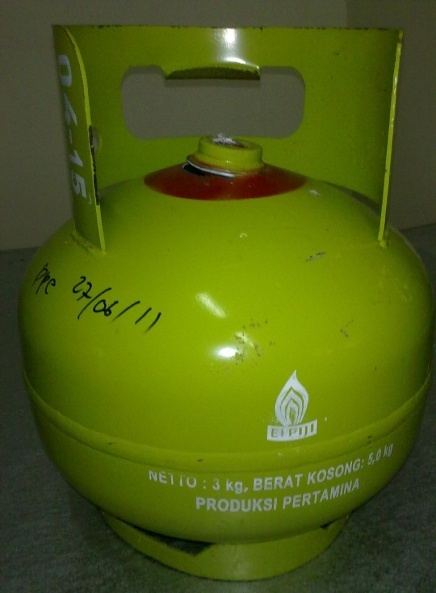 04-15
27/06/11
ELPIJI
NETTO : 3 kg, BERAT KOSONG: 5,0 kg
PRODUKSI PERTAMINA